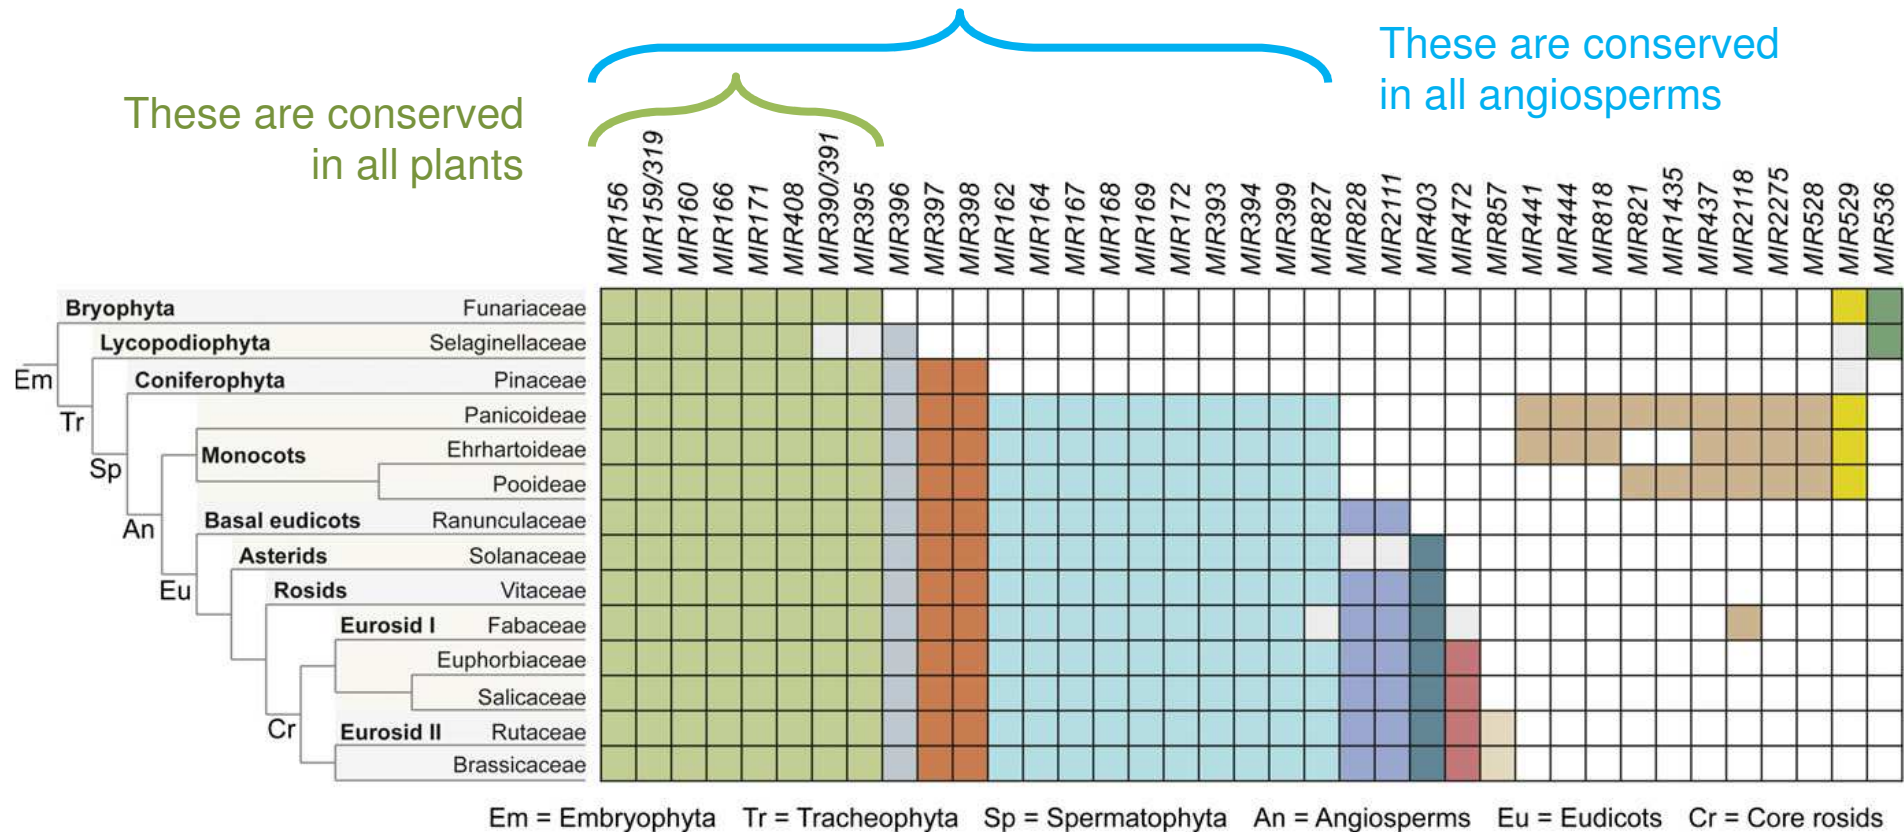 These are conserved
in all plants
These are conserved
in all angiosperms
MIR156
MIR159/319
MIR160
MIR166
MIR171
MIR408
MIR390/391
MIR395
MIR396
MIR397
MIR398
MIR162
MIR164
MIR167
MIR168
MIR169
MIR172
MIR393
MIR394
MIR399
MIR827
MIR828
MIR2111
MIR403
MIR472
MIR857
MIR441
MIR444
MIR818
MIR821
MIR1435
MIR437
MIR2118
MIR2275
MIR528
MIR529
MIR536
Bryophyta Funariaceae
Lycopodiophyta Selaginellaceae
Em
Coniferophyta Pinaceae
Tr
Panicoideae
Monocots Ehrhartoideae
Sp
Pooideae
An
Basal eudicots Ranunculaceae
Asterids Solanaceae
Eu
Rosids Vitaceae
Eurosid I Fabaceae
Euphorbiaceae
Salicaceae
Cr
Eurosid II Rutaceae
Brassicaceae
Em = Embryophyta Tr = Tracheophyta Sp = Spermatophyta An = Angiosperms Eu = Eudicots Cr = Core rosids